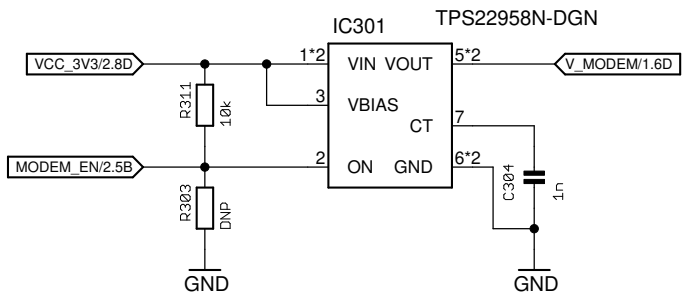 IC301
TPS22958N-DGN
VCC_3V3/2.8D
1*2
VIN
VOUT
5*2
V_MODEM/1.6D
R311
10k
3
VBIAS
CT
7
MODEM_EN/2.5B
2
ON
GND
6*2
R303
DNP
C304
1n
GND
GND